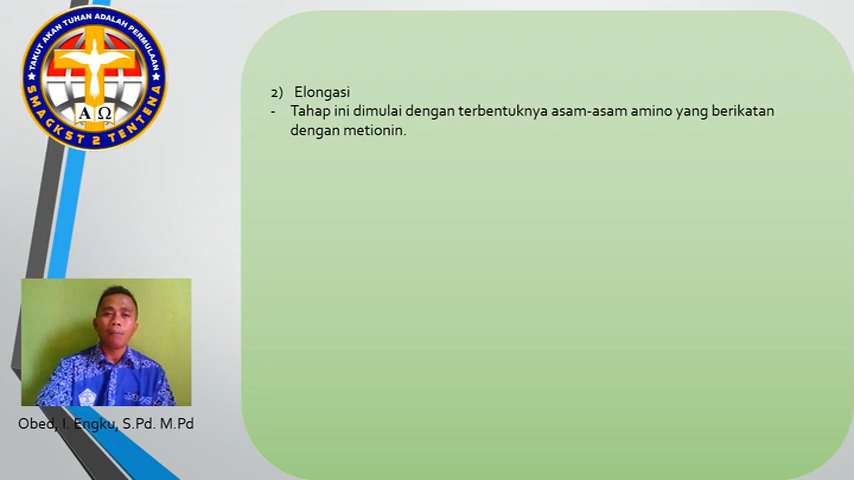 TAKUT AKAN TUHAN ADALAH PERMULAAN
Α Ω
SMAGKST 2 TENTENA
2) Elongasi
- Tahap ini dimulai dengan terbentuknya asam-asam amino yang berikatan
dengan metionin.
Obed, I. Engku, S.Pd. M.Pd